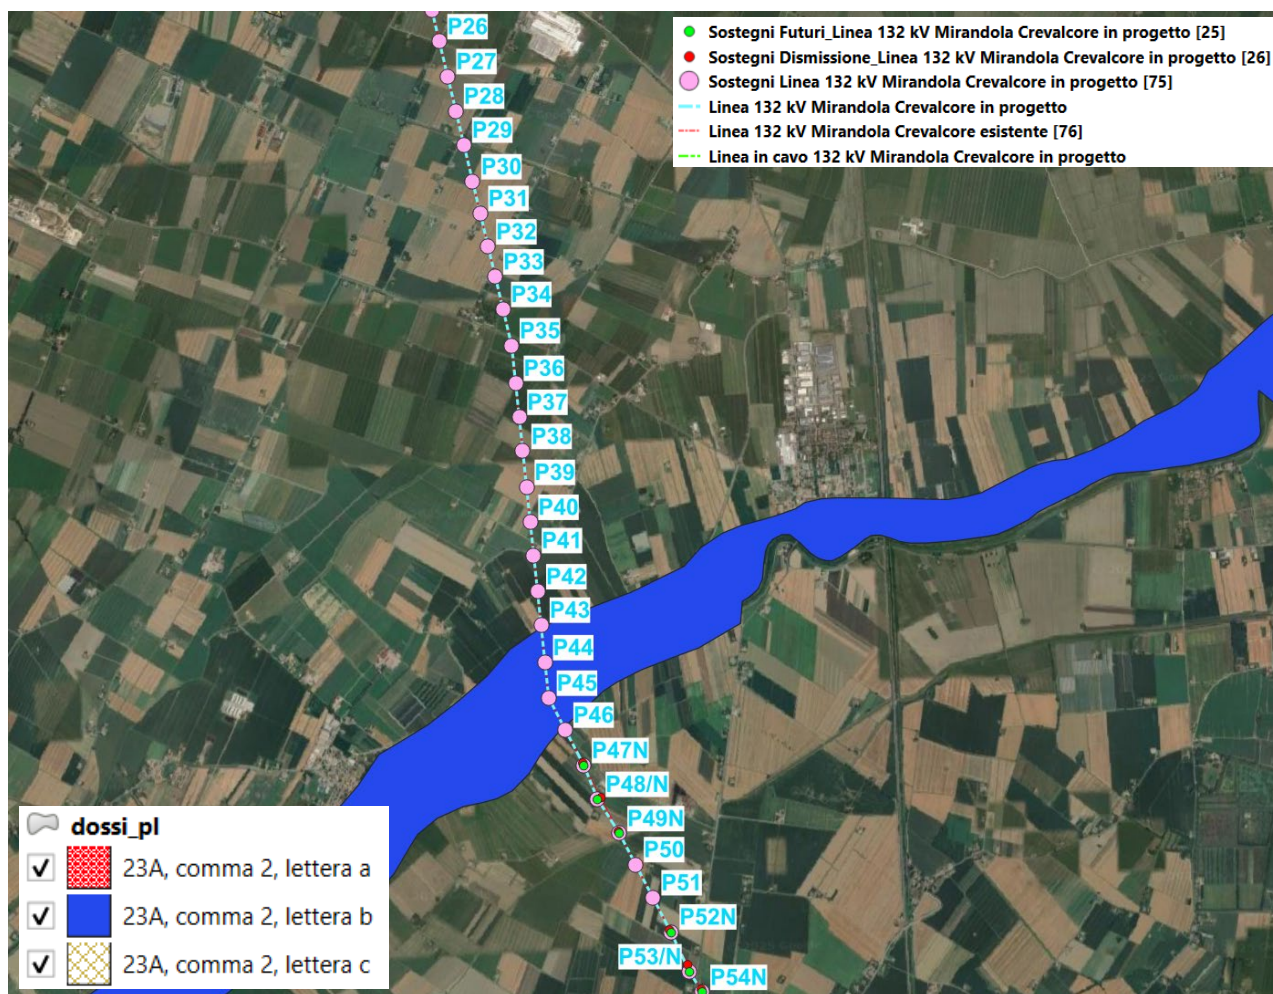 P26
P27
P28
P29
P30
P31
P32
P33
P34
P35
P36
P37
P38
P39
P40
P41
P42
P43
P44
P45
P46
P47N
P48/N
P49N
P50
P51
P52N
P53/N
P54N
Sostegni Futuri_Linea 132 kV Mirandola Crevalcore in progetto [25]
Sostegni Dismissione_Linea 132 kV Mirandola Crevalcore in progetto [26]
Sostegni Linea 132 kV Mirandola Crevalcore in progetto [75]
Linea 132 kV Mirandola Crevalcore in progetto
Linea 132 kV Mirandola Crevalcore esistente [76]
Linea in cavo 132 kV Mirandola Crevalcore in progetto
dossi_pl
23A, comma 2, lettera a
23A, comma 2, lettera b
23A, comma 2, lettera c